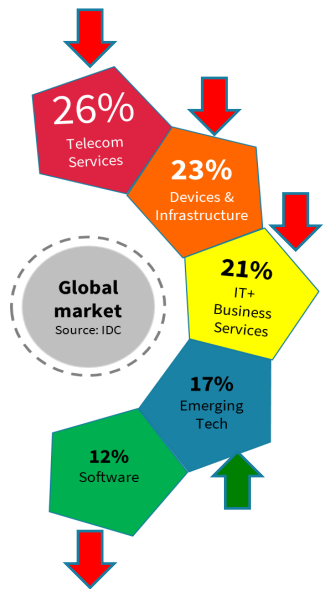 26%
Telecom
Services
23%
Devices &
Infrastructure
21%
IT+
Business
Services
Global
market
Source: IDC
17%
Emerging
Tech
12%
Software